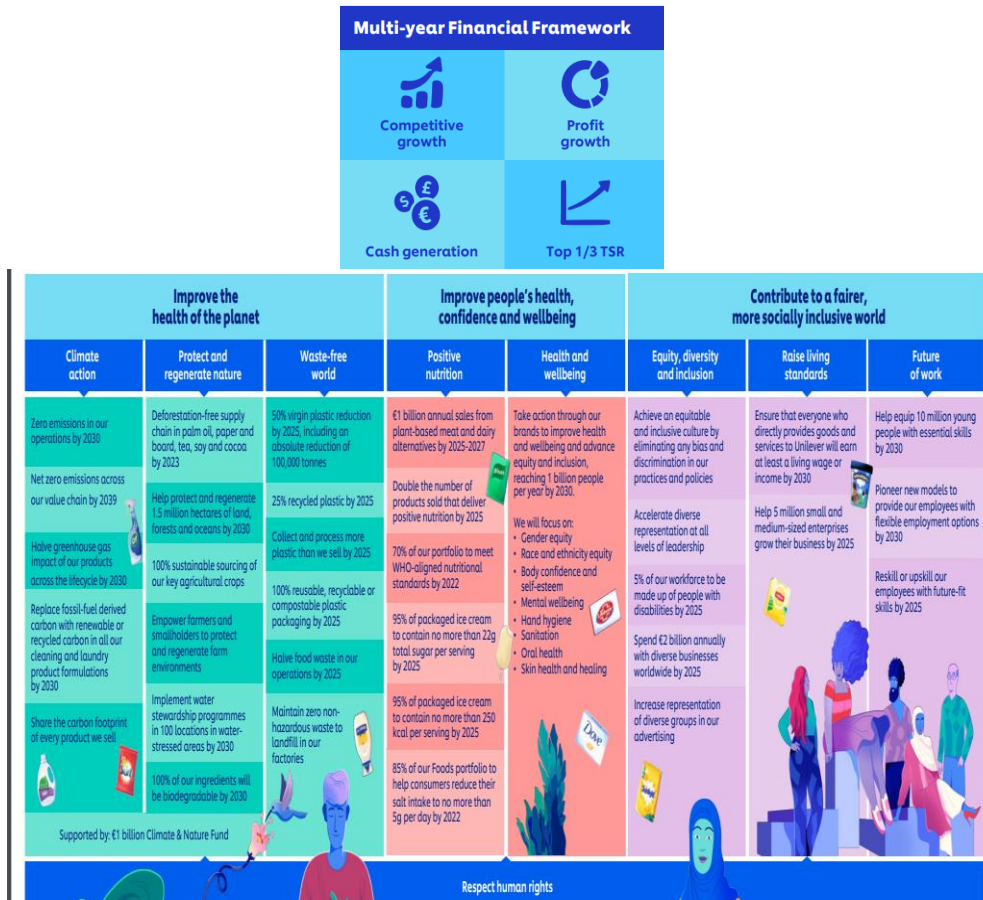 Multi-year Financial Framework
Competitive
growth
Profit
growth
$ £ €
Cash generation
Top 1/3 TSR
Improve the
health of the planet
Improve people's health,
confidence and wellbeing
Contribute to a fairer,
more socially inclusive world
Climate
action
Protect and
regenerate nature
Waste-free
world
Positive
nutrition
Health and
wellbeing
Equity, diversity
and inclusion
Raise living
standards
Future
of work
Zero emissions in our
operations by 2030
Net zero emissions across
our value chain by 2039
Halve greenhouse gas
impact of our products
across the lifecycle by 2030
Replace fossil-fuel derived
carbon with renewable or
recycled carbon in all our
cleaning and laundry
product formulations
by 2030
Share the carbon footprint
of every product we sell
Deforestation-free supply
chain in palm oil, paper and
board, tea, soy and cocoa
by 2023
Help protect and regenerate
1.5 million hectares of land,
forests and oceans by 2030
100% sustainable sourcing of
our key agricultural crops
Empower farmers and
smallholders to protect
and regenerate farm
environments
Implement water
stewardship programmes
in 100 locations in water-
stressed areas by 2030
100% of our ingredients will
be biodegradable by 2030
50% virgin plastic reduction
by 2025, including an
absolute reduction of
100,000 tonnes
25% recycled plastic by 2025
Collect and process more
plastic than we sell by 2025
100% reusable, recyclable or
compostable plastic
packaging by 2025
Halve food waste in our
operations by 2025
Maintain zero non-
hazardous waste to
landfill in our
factories
Supported by: €1 billion Climate & Nature Fund
€1 billion annual sales from
plant-based meat and dairy
alternatives by 2025-2027
Double the number of
products sold that deliver
positive nutrition by 2025
70% of our portfolio to meet
WHO-aligned nutritional
standards by 2022
95% of packaged ice cream
to contain no more than 22g
total sugar per serving
by 2025
95% of packaged ice cream
to contain no more than 250
kcal per serving by 2025
85% of our Foods portfolio to
help consumers reduce their
salt intake to no more than
5g per day by 2022
Take action through our
brands to improve health
and wellbeing and advance
equity and inclusion,
reaching 1 billion people
per year by 2030.
We will focus on:
• Gender equity
• Race and ethnicity equity
• Body confidence and
self-esteem
• Mental wellbeing
• Hand hygiene
• Sanitation
• Oral health
• Skin health and healing
Dove
Achieve an equitable
and inclusive culture by
eliminating any bias and
discrimination in our
practices and policies
Accelerate diverse
representation at all
levels of leadership
5% of our workforce to be
made up of people with
disabilities by 2025
Spend €2 billion annually
with diverse businesses
worldwide by 2025
Increase representation
of diverse groups in our
advertising
Ensure that everyone who
directly provides goods and
services to Unilever will earn
at least a living wage or
income by 2030
Help 5 million small and
medium-sized enterprises
grow their business by 2025
Help equip 10 million young
people with essential skills
by 2030
Pioneer new models to
provide our employees with
flexible employment options
by 2030
Reskill or upskill our
employees with future-fit
skills by 2025
Respect human rights